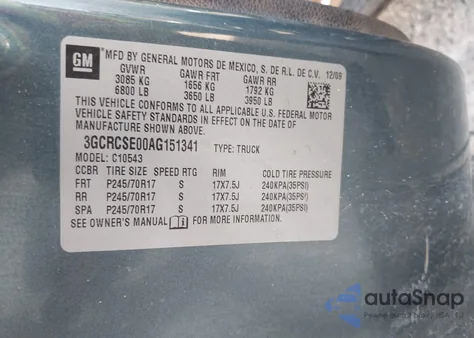 GM
MFD BY GENERAL MOTORS DE MEXICO, S. DE R.L. DE C.V. 12/09
GVWR GAWR FRT GAWR RR
3085 KG 1656 KG 1792 KG
6800 LB 3650 LB 3950 LB
THIS VEHICLE CONFORMS TO ALL APPLICABLE U.S. FEDERAL MOTOR
VEHICLE SAFETY STANDARDS IN EFFECT ON THE DATE OF
MANUFACTURE SHOWN ABOVE.
3GCRCSE00AG151341 TYPE: TRUCK
MODEL: C10543
CCBR TIRE SIZE SPEED RTG RIM COLD TIRE PRESSURE
FRT P245/70R17 S 17X7.5J 240KPA(35PSI)
RR P245/70R17 S 17X7.5J 240KPA(35PSI)
SPA P245/70R17 S 17X7.5J 240KPA(35PSI)
SEE OWNER'S MANUAL FOR MORE INFORMATION.
autoSnap